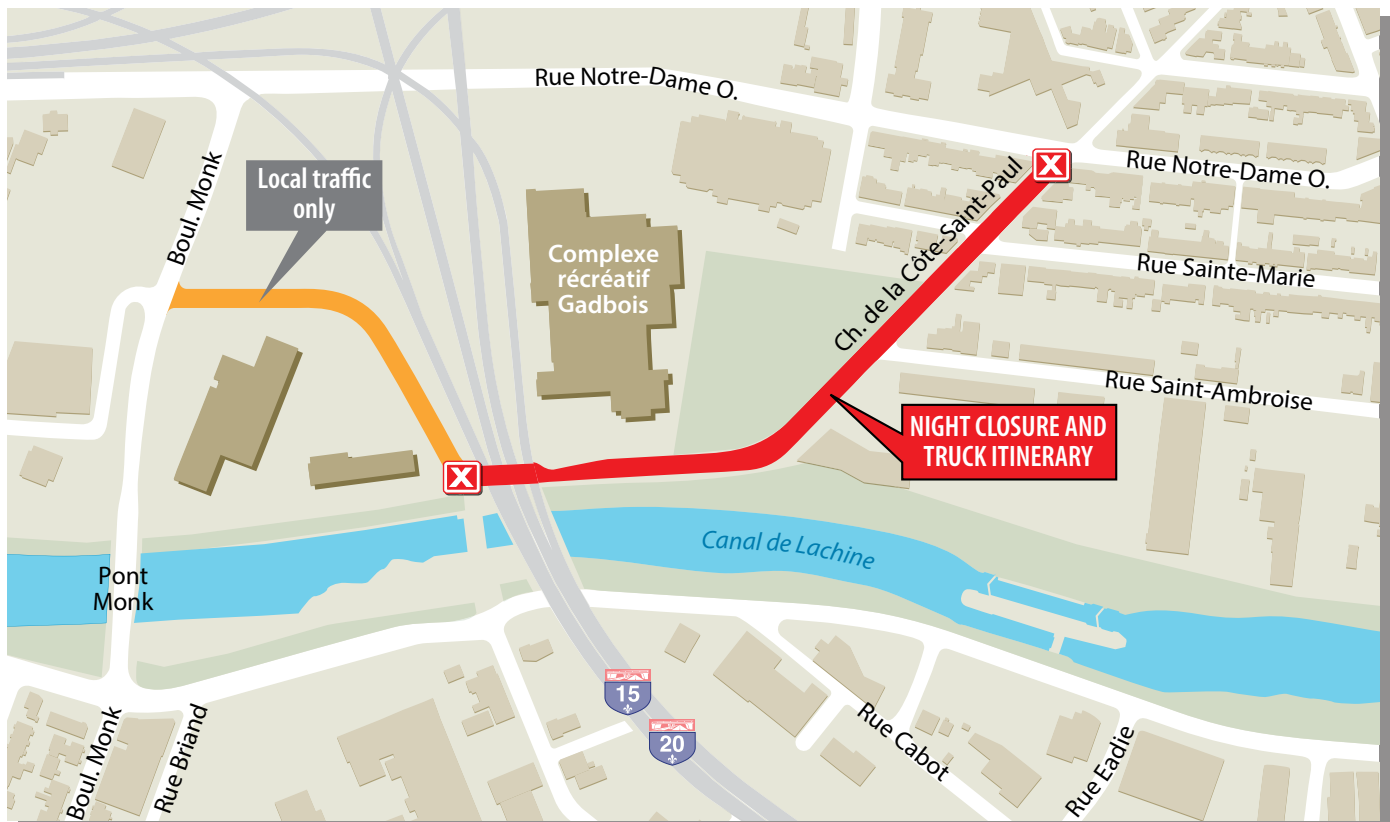 Rue Notre-Dame O.
Boul. Monk
Local traffic
only
Complexe
récréatif
Gadbois
Ch. de la Côte-Saint-Paul
Rue Notre-Dame O.
Rue Sainte-Marie
Rue Saint-Ambroise
NIGHT CLOSURE AND
TRUCK ITINERARY
X
X
Canal de Lachine
Pont
Monk
15
20
Boul. Monk
Rue Briand
Rue Cabot
Rue Eadie